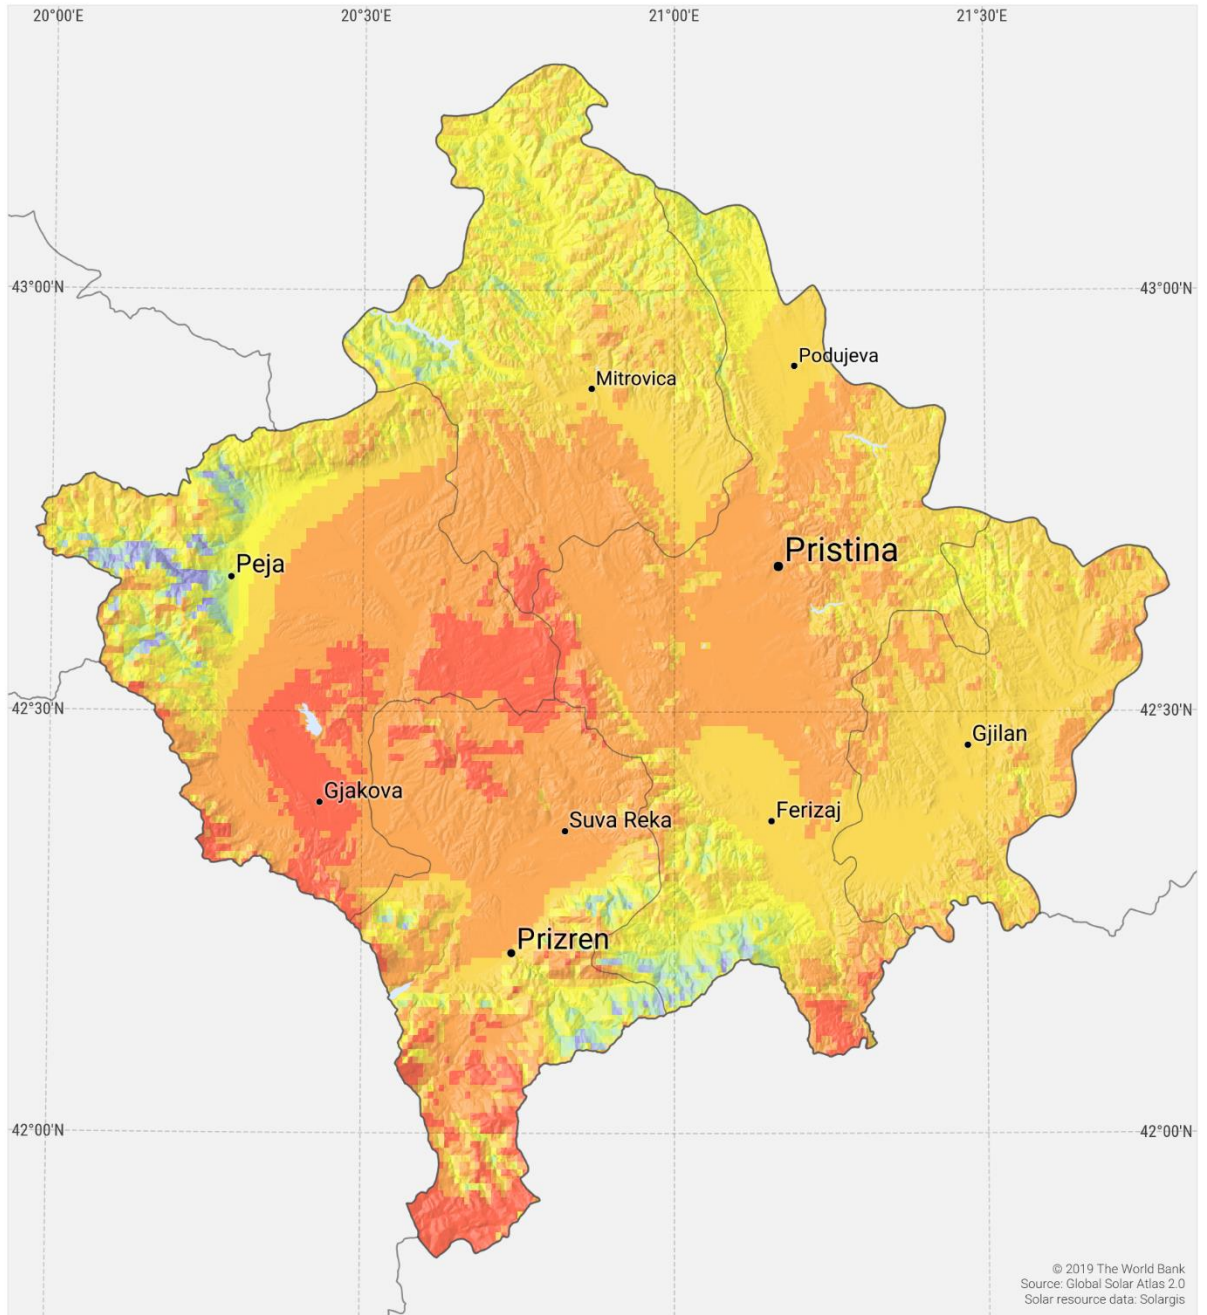 20°00'E
20°30'E
21°00'E
21°30'E
43°00'N
43°00'N
Podujeva
Mitrovica
Pristina
Peja
42°30'N
42°30'N
Gjilan
Gjakova
Ferizaj
Suva Reka
Prizren
42°00'N
42°00'N
© 2019 The World Bank
Source: Global Solar Atlas 2.0
Solar resource data: Solargis